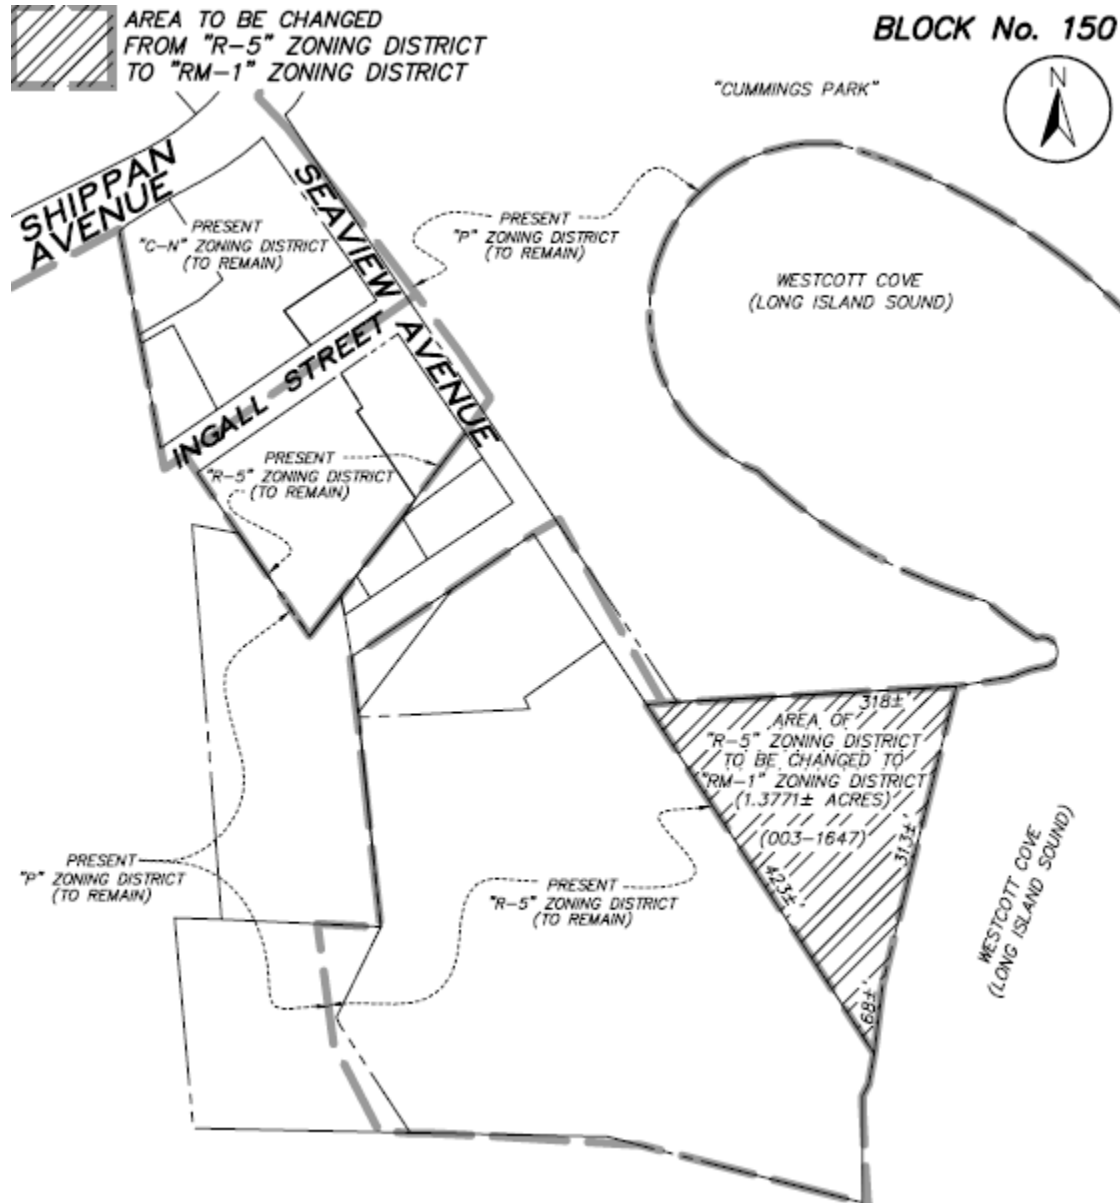 AREA TO BE CHANGED
FROM "R-5" ZONING DISTRICT
TO "RM-1" ZONING DISTRICT
BLOCK No. 150
N
"CUMMINGS PARK"
SHIPPAN
AVENUE
SEAVIEW
AVENUE
PRESENT
"C-N" ZONING DISTRICT
(TO REMAIN)
PRESENT
"P" ZONING DISTRICT
(TO REMAIN)
WESTCOTT COVE
(LONG ISLAND SOUND)
INGALL STREET
PRESENT
"R-5" ZONING DISTRICT
(TO REMAIN)
318±'
AREA OF
"R-5" ZONING DISTRICT
TO BE CHANGED TO
"RM-1" ZONING DISTRICT
(1.3771± ACRES)
(003-1647)
313±'
423±'
68±'
PRESENT
"P" ZONING DISTRICT
(TO REMAIN)
PRESENT
"R-5" ZONING DISTRICT
(TO REMAIN)
WESTCOTT COVE
(LONG ISLAND SOUND)